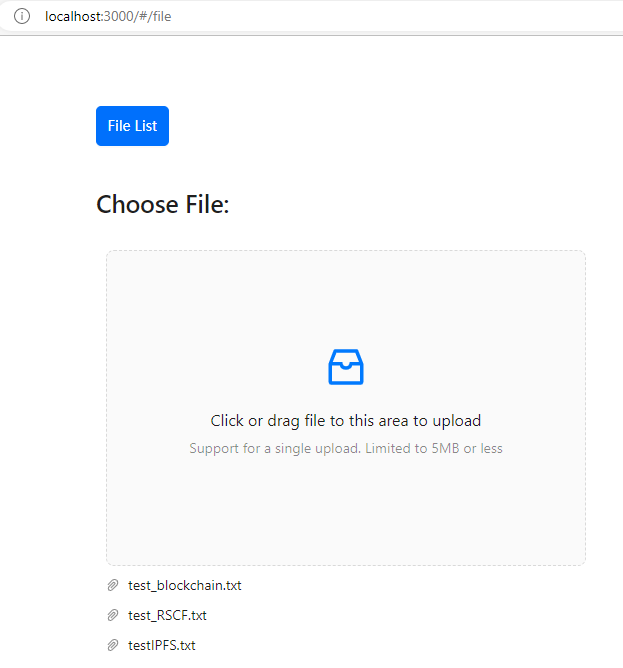 localhost:3000/#/file
File List
Choose File:
Click or drag file to this area to upload
Support for a single upload. Limited to 5MB or less
test_blockchain.txt
test_RSCF.txt
testIPFS.txt